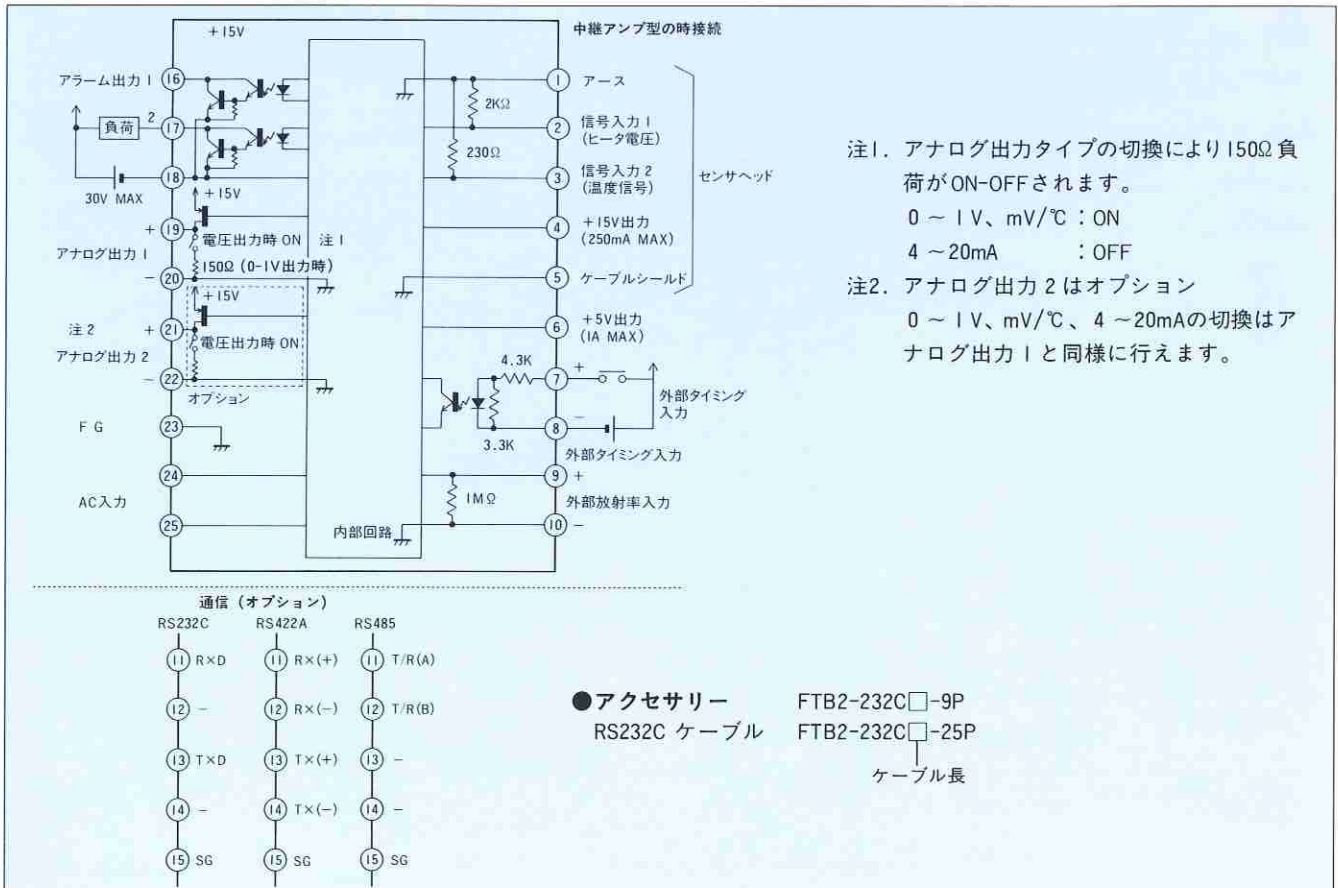 中継アンプ型の時接続
+15V
アラーム出力 1 16
負荷 2 17
18
30V MAX
+15V
+ 19
電圧出力時 ON 注 1
アナログ出力 1
150Ω (0-1V出力時)
- 20
+15V
注 2 + 21
電圧出力時 ON
アナログ出力 2
- 22
オプション
F G 23
24
AC入力
25
内部回路
1 アース
2KΩ
2 信号入力 1
(ヒータ電圧)
230Ω
3 信号入力 2
(温度信号)
センサヘッド
4 +15V出力
(250mA MAX)
5 ケーブルシールド
6 +5V出力
(1A MAX)
4.3K
7 +
外部タイミング
入力
8 -
3.3K
外部タイミング入力
9 +
1MΩ
外部放射率入力
10 -
注1. アナログ出力タイプの切換により150Ω 負
荷がON-OFFされます。
0 ～ 1 V、mV/℃ : ON
4 ～20mA : OFF
注2. アナログ出力 2 はオプション
0 ～ 1 V、mV/℃ 、4 ～20mAの切換はア
ナログ出力 1 と同様に行えます。
通信 (オプション)
RS232C RS422A RS485
11 R×D 11 R×(+) 11 T/R(A)
12 - 12 R×(-) 12 T/R(B)
13 T×D 13 T×(+) 13 -
14 - 14 T×(-) 14 -
15 SG 15 SG 15 SG
●アクセサリー FTB2-232C□-9P
RS232C ケーブル FTB2-232C□-25P
ケーブル長